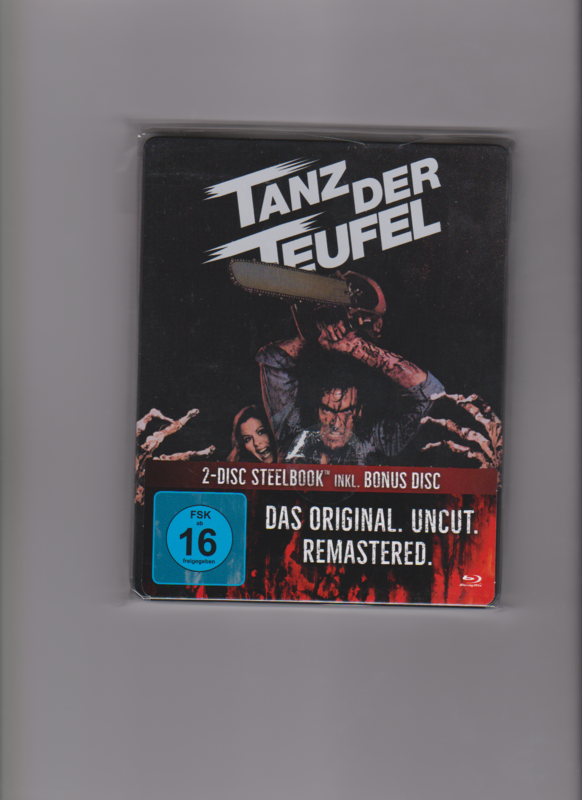 TANZ DER
TEUFEL
2-DISC STEELBOOK™ INKL. BONUS DISC
FSK
ab
16
freigegeben
DAS ORIGINAL. UNCUT.
REMASTERED.